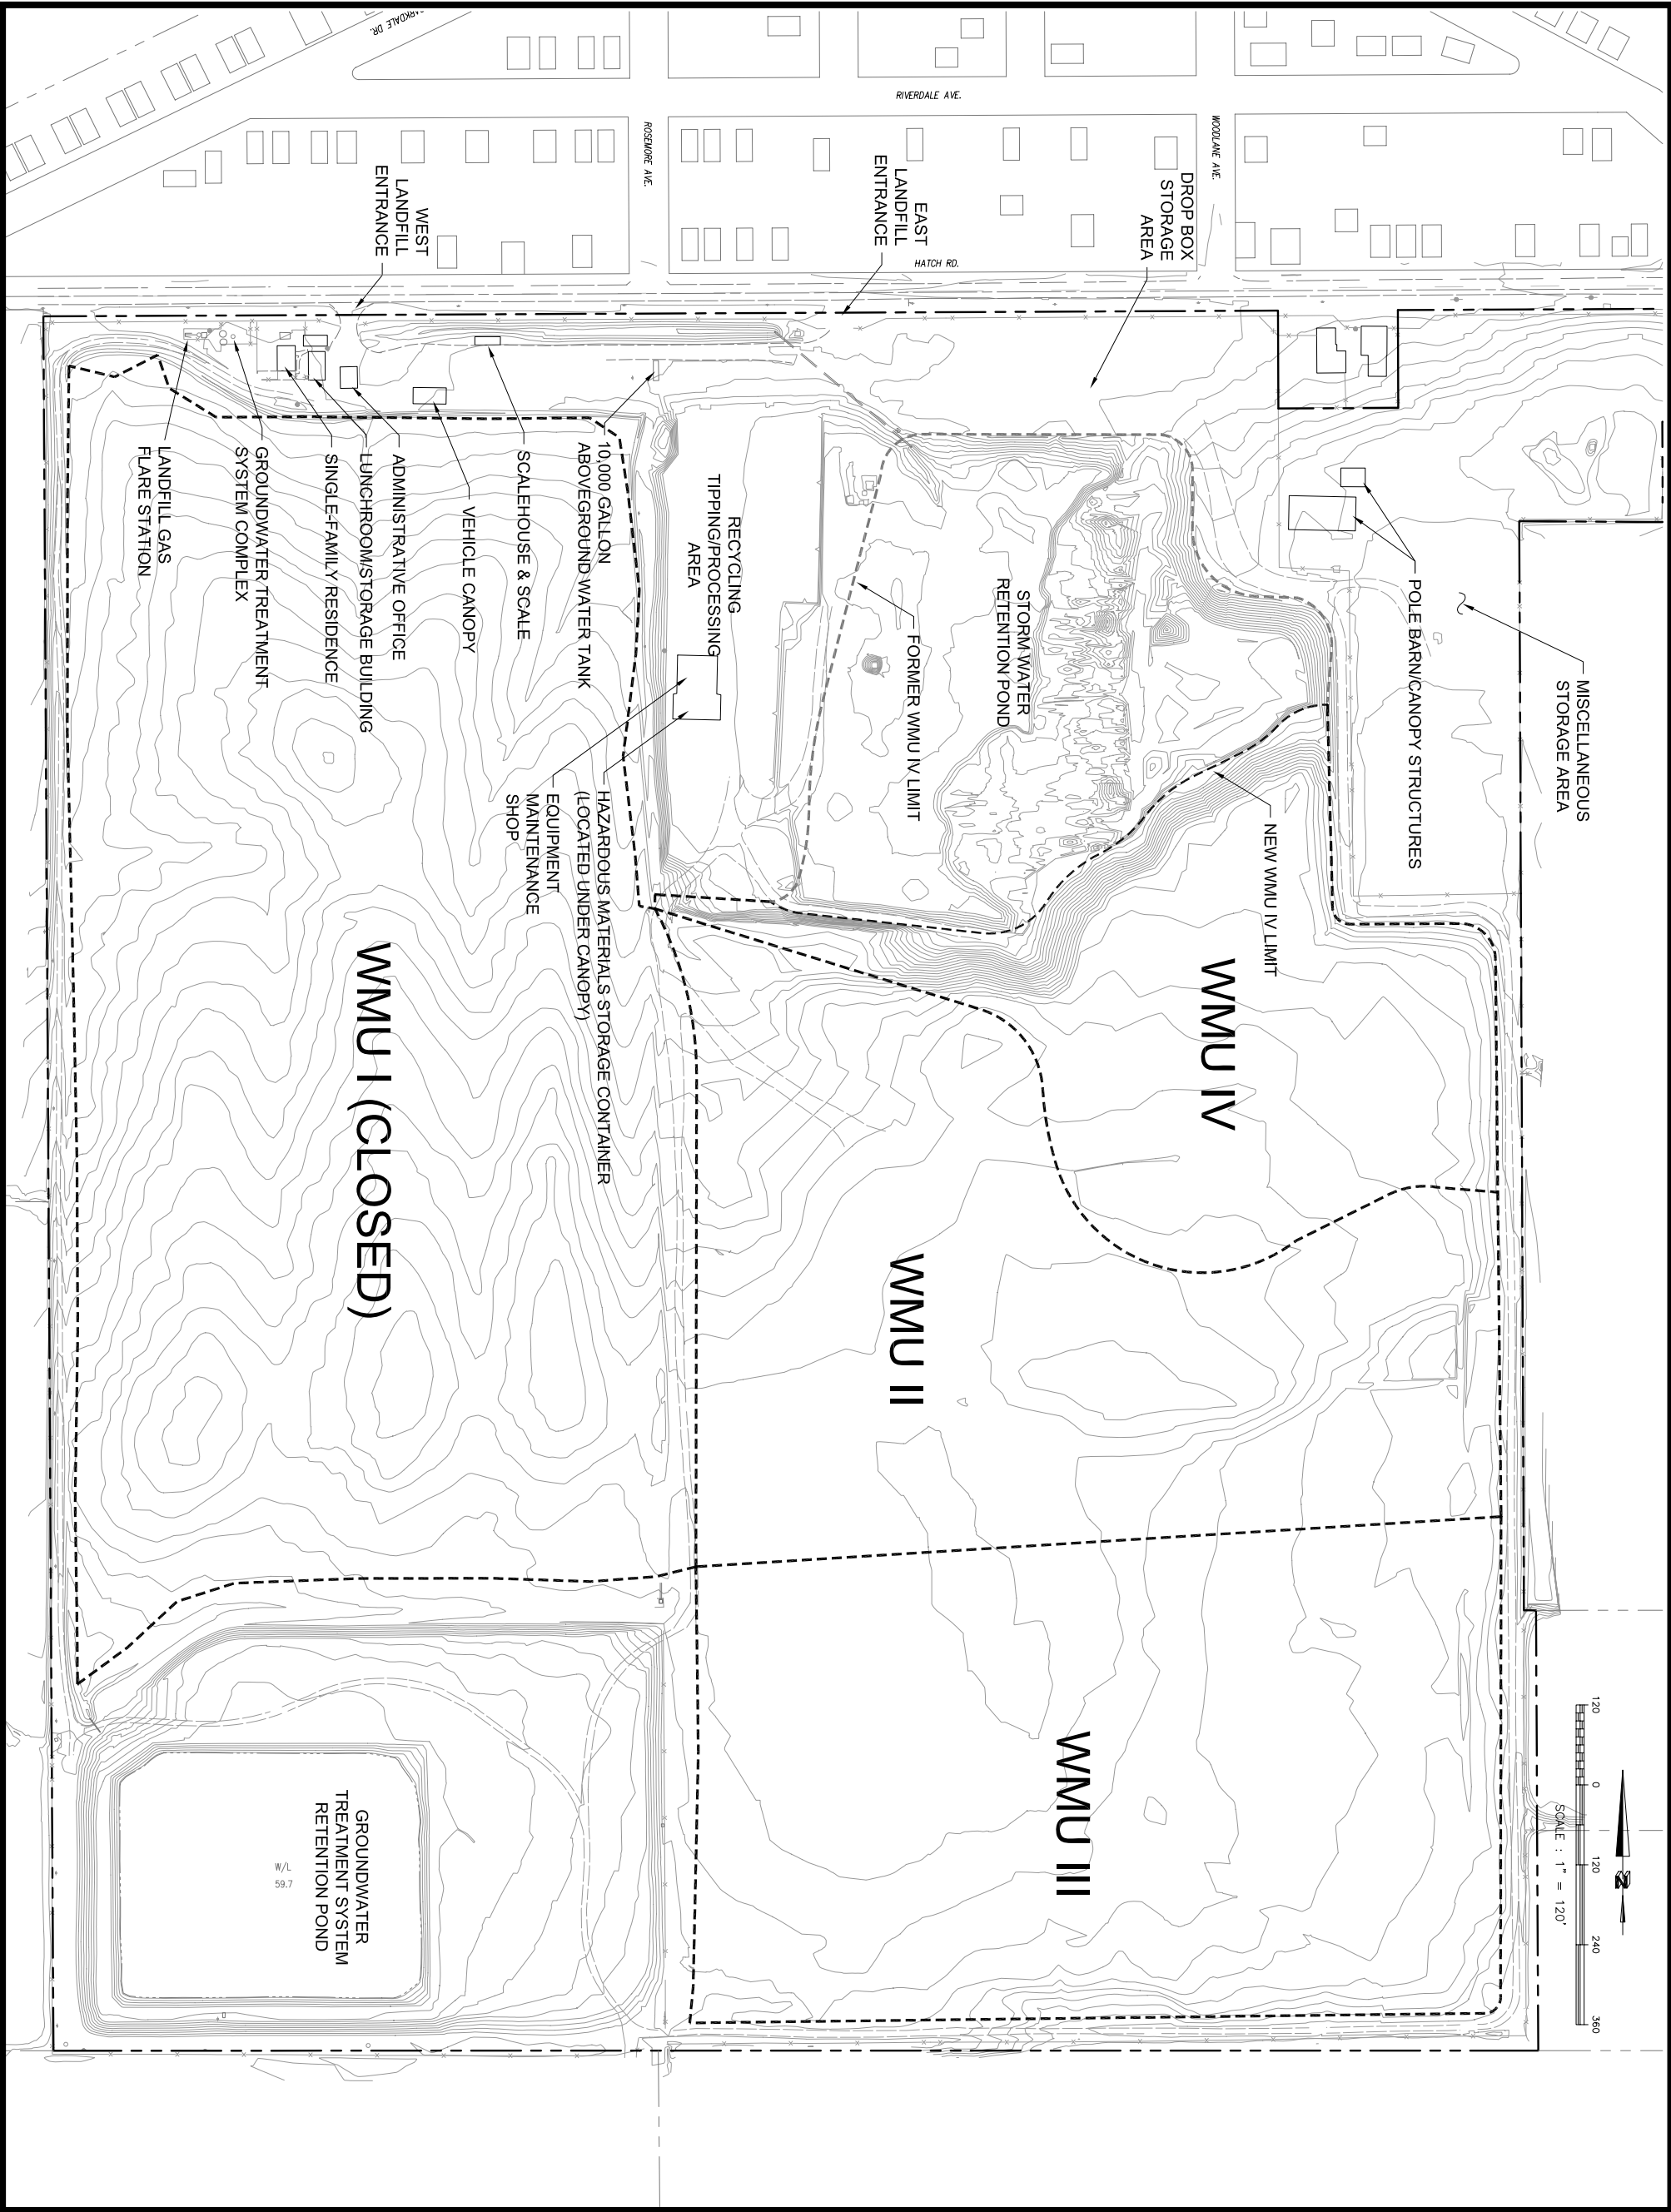 OAKDALE DR.
RIVERDALE AVE.
ROSEMORE AVE.
WOODLANE AVE.
HATCH RD.
WEST
LANDFILL
ENTRANCE
EAST
LANDFILL
ENTRANCE
DROP BOX
STORAGE
AREA
LANDFILL GAS
FLARE STATION
GROUNDWATER TREATMENT
SYSTEM COMPLEX
SINGLE-FAMILY RESIDENCE
LUNCHROOM/STORAGE BUILDING
ADMINISTRATIVE OFFICE
VEHICLE CANOPY
SCALEHOUSE & SCALE
10,000 GALLON
ABOVEGROUND WATER TANK
RECYCLING
TIPPING/PROCESSING
AREA
FORMER WMU IV LIMIT
STORM WATER
RETENTION POND
POLE BARN/CANOPY STRUCTURES
MISCELLANEOUS
STORAGE AREA
HAZARDOUS MATERIALS STORAGE CONTAINER
(LOCATED UNDER CANOPY)
EQUIPMENT
MAINTENANCE
SHOP
NEW WMU IV LIMIT
WMU I (CLOSED)
WMU IV
WMU II
WMU III
GROUNDWATER
TREATMENT SYSTEM
RETENTION POND
W/L
59.7
120 0 120 240 360
SCALE : 1" = 120'
N